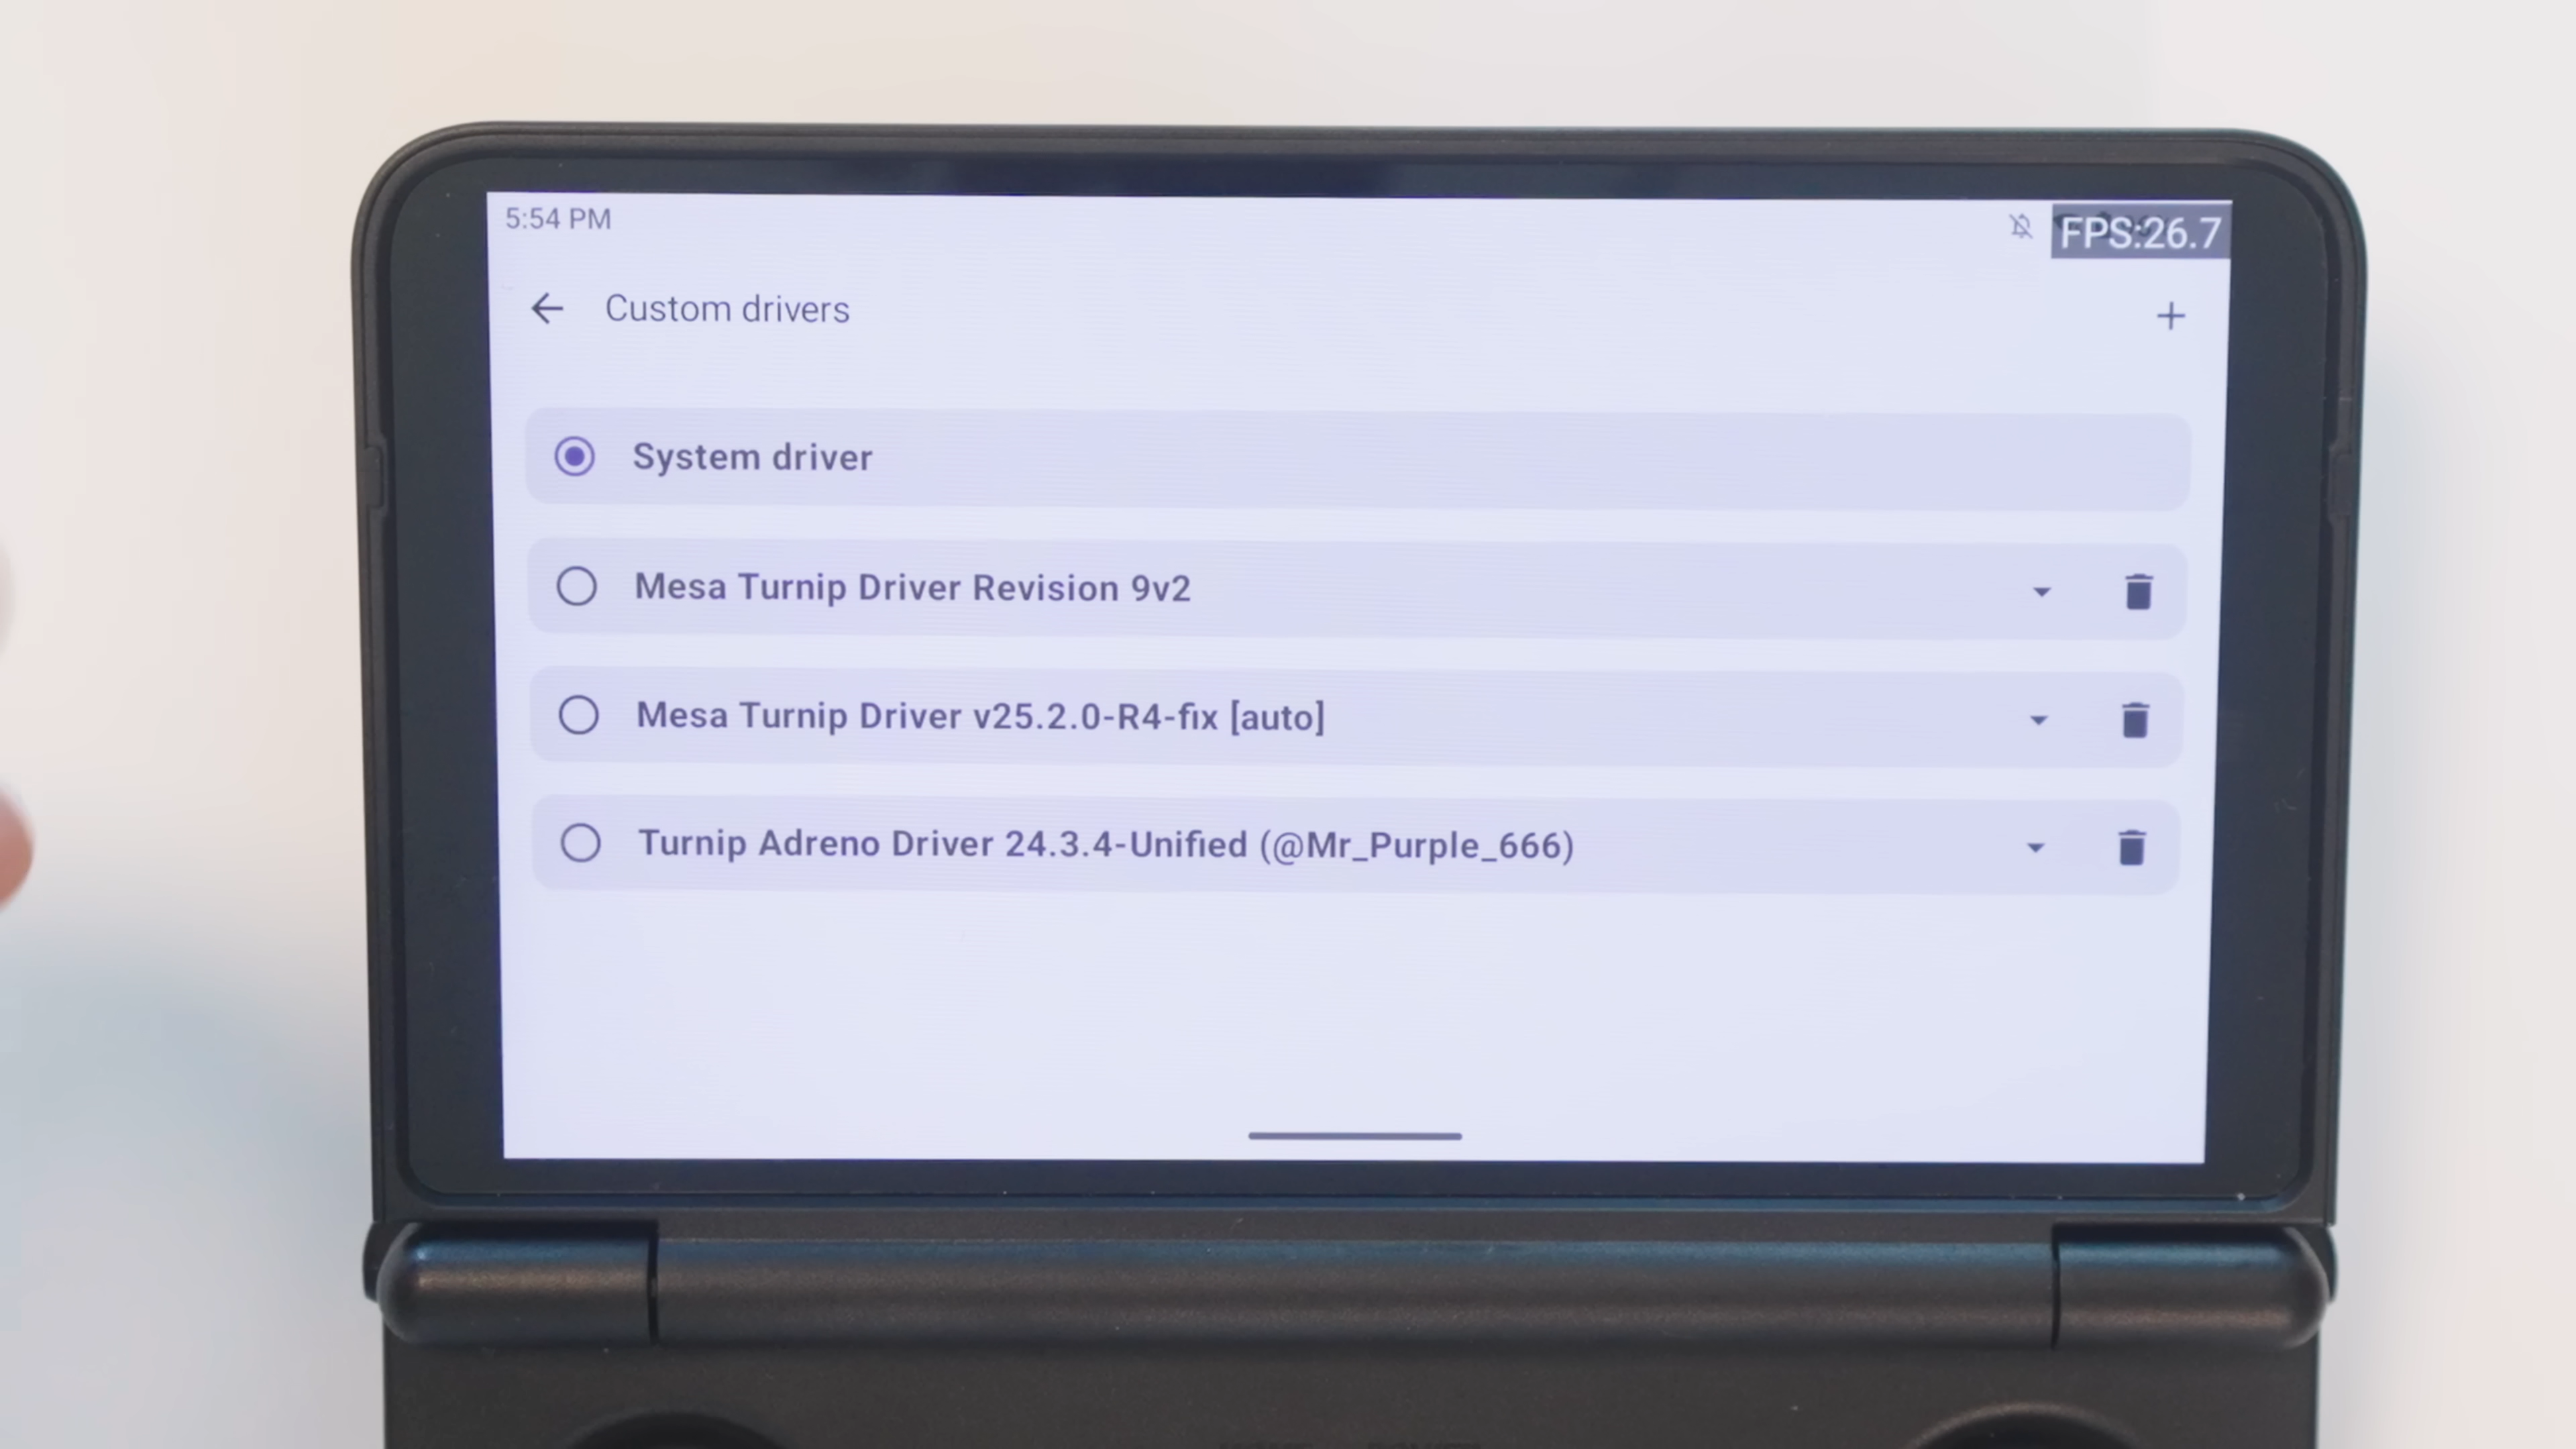 5:54 PM
FPS:26.7
Custom drivers
System driver
Mesa Turnip Driver Revision 9v2
Mesa Turnip Driver v25.2.0-R4-fix [auto]
Turnip Adreno Driver 24.3.4-Unified (@Mr_Purple_666)